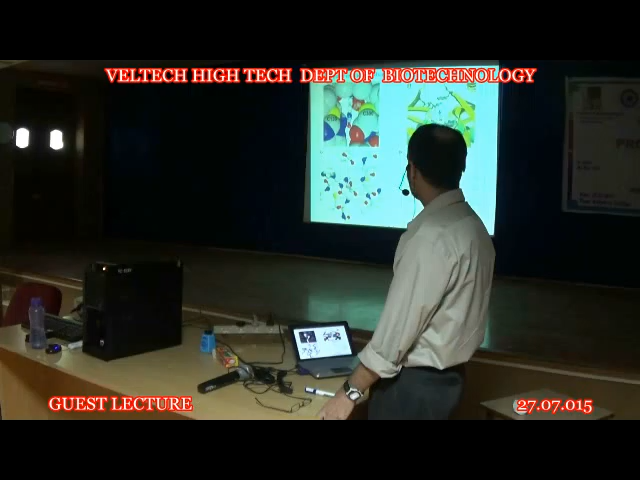 VELTECH HIGH TECH DEPT OF BIOTECHNOLOGY
GUEST LECTURE
27.07.015